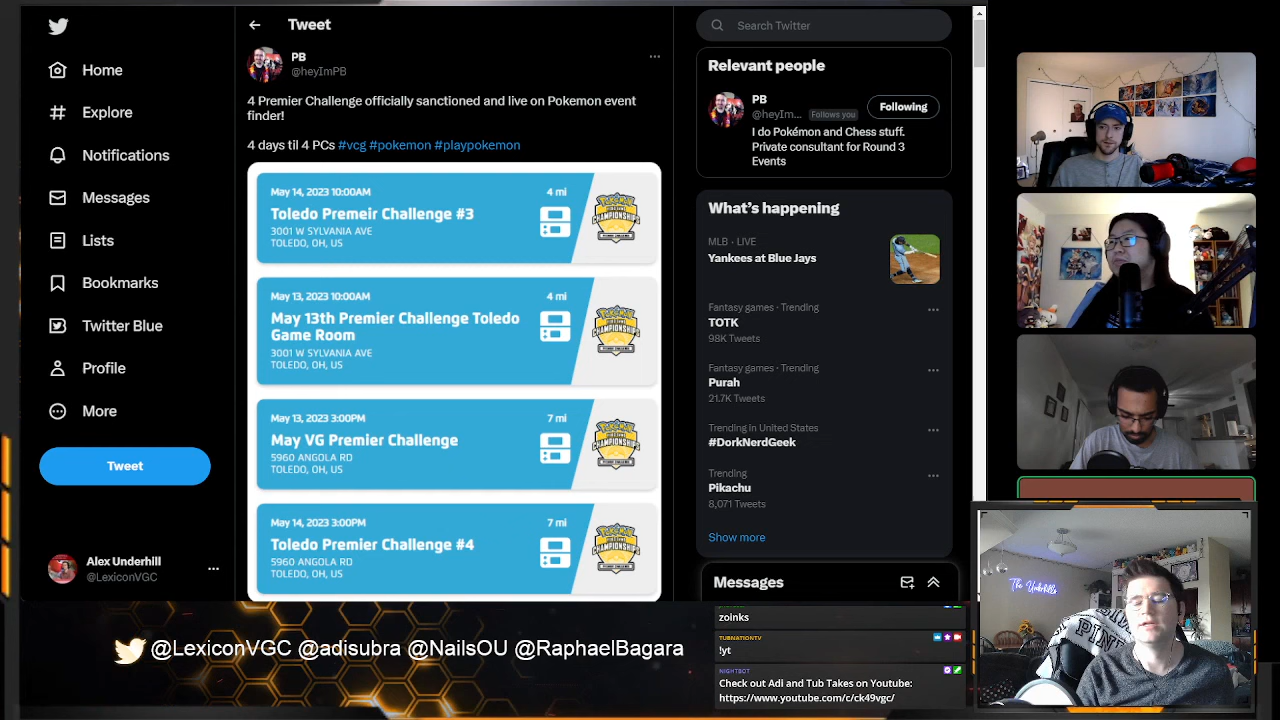 Tweet
Search Twitter
Home
Explore
Notifications
Messages
Lists
Bookmarks
Twitter Blue
Profile
More
Tweet
Alex Underhill
@LexiconVGC
PB
@heyImPB
4 Premier Challenge officially sanctioned and live on Pokemon event
finder!
4 days til 4 PCs #vcg #pokemon #playpokemon
May 14, 2023 10:00AM
4 mi
Toledo Premeir Challenge #3
3001 W SYLVANIA AVE
TOLEDO, OH, US
May 13, 2023 10:00AM
4 mi
May 13th Premier Challenge Toledo
Game Room
3001 W SYLVANIA AVE
TOLEDO, OH, US
May 13, 2023 3:00PM
7 mi
May VG Premier Challenge
5960 ANGOLA RD
TOLEDO, OH, US
May 14, 2023 3:00PM
7 mi
Toledo Premier Challenge #4
5960 ANGOLA RD
TOLEDO, OH, US
Relevant people
PB
@heyIm... Follows you
Following
I do Pokémon and Chess stuff.
Private consultant for Round 3
Events
What's happening
MLB · LIVE
Yankees at Blue Jays
Fantasy games · Trending
TOTK
98K Tweets
Fantasy games · Trending
Purah
21.7K Tweets
Trending in United States
#DorkNerdGeek
Trending
Pikachu
8,071 Tweets
Show more
Messages
The Underhills
@LexiconVGC @adisubra @NailsOU @RaphaelBagara
zoinks
TUBNATIONTV
!yt
NIGHTBOT
Check out Adi and Tub Takes on Youtube:
https://www.youtube.com/c/ck49vgc/